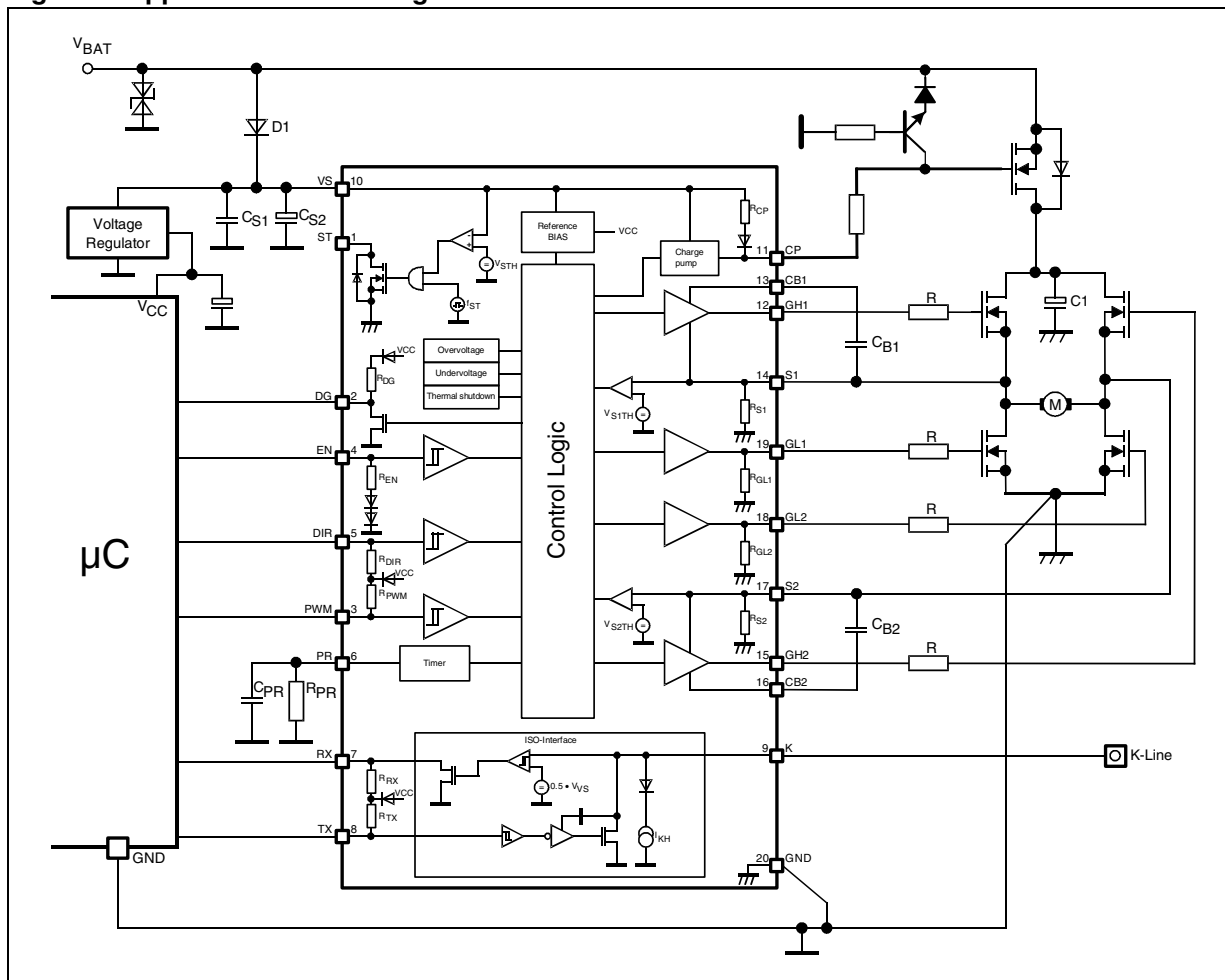 V_BAT
D1
VS 10
C_S1
C_S2
Voltage
Regulator
ST 1
V_STH
f_ST
Reference
BIAS
VCC
R_CP
Charge
pump
11 CP
13 CB1
12 GH1
R
C1
V_CC
C_B1
Overvoltage
Undervoltage
Thermal shutdown
VCC
R_DG
DG 2
14 S1
V_S1TH
R_S1
M
EN 4
R_EN
19 GL1
R
R_GL1
Control Logic
18 GL2
R
R_GL2
µC
DIR 5
R_DIR
VCC
R_PWM
PWM 3
17 S2
V_S2TH
R_S2
C_B2
PR 6
Timer
15 GH2
R
16 CB2
C_PR
R_PR
ISO-Interface
RX 7
9 K
K-Line
R_RX
VCC
R_TX
0.5 • V_VS
TX 8
I_KH
GND
20 GND